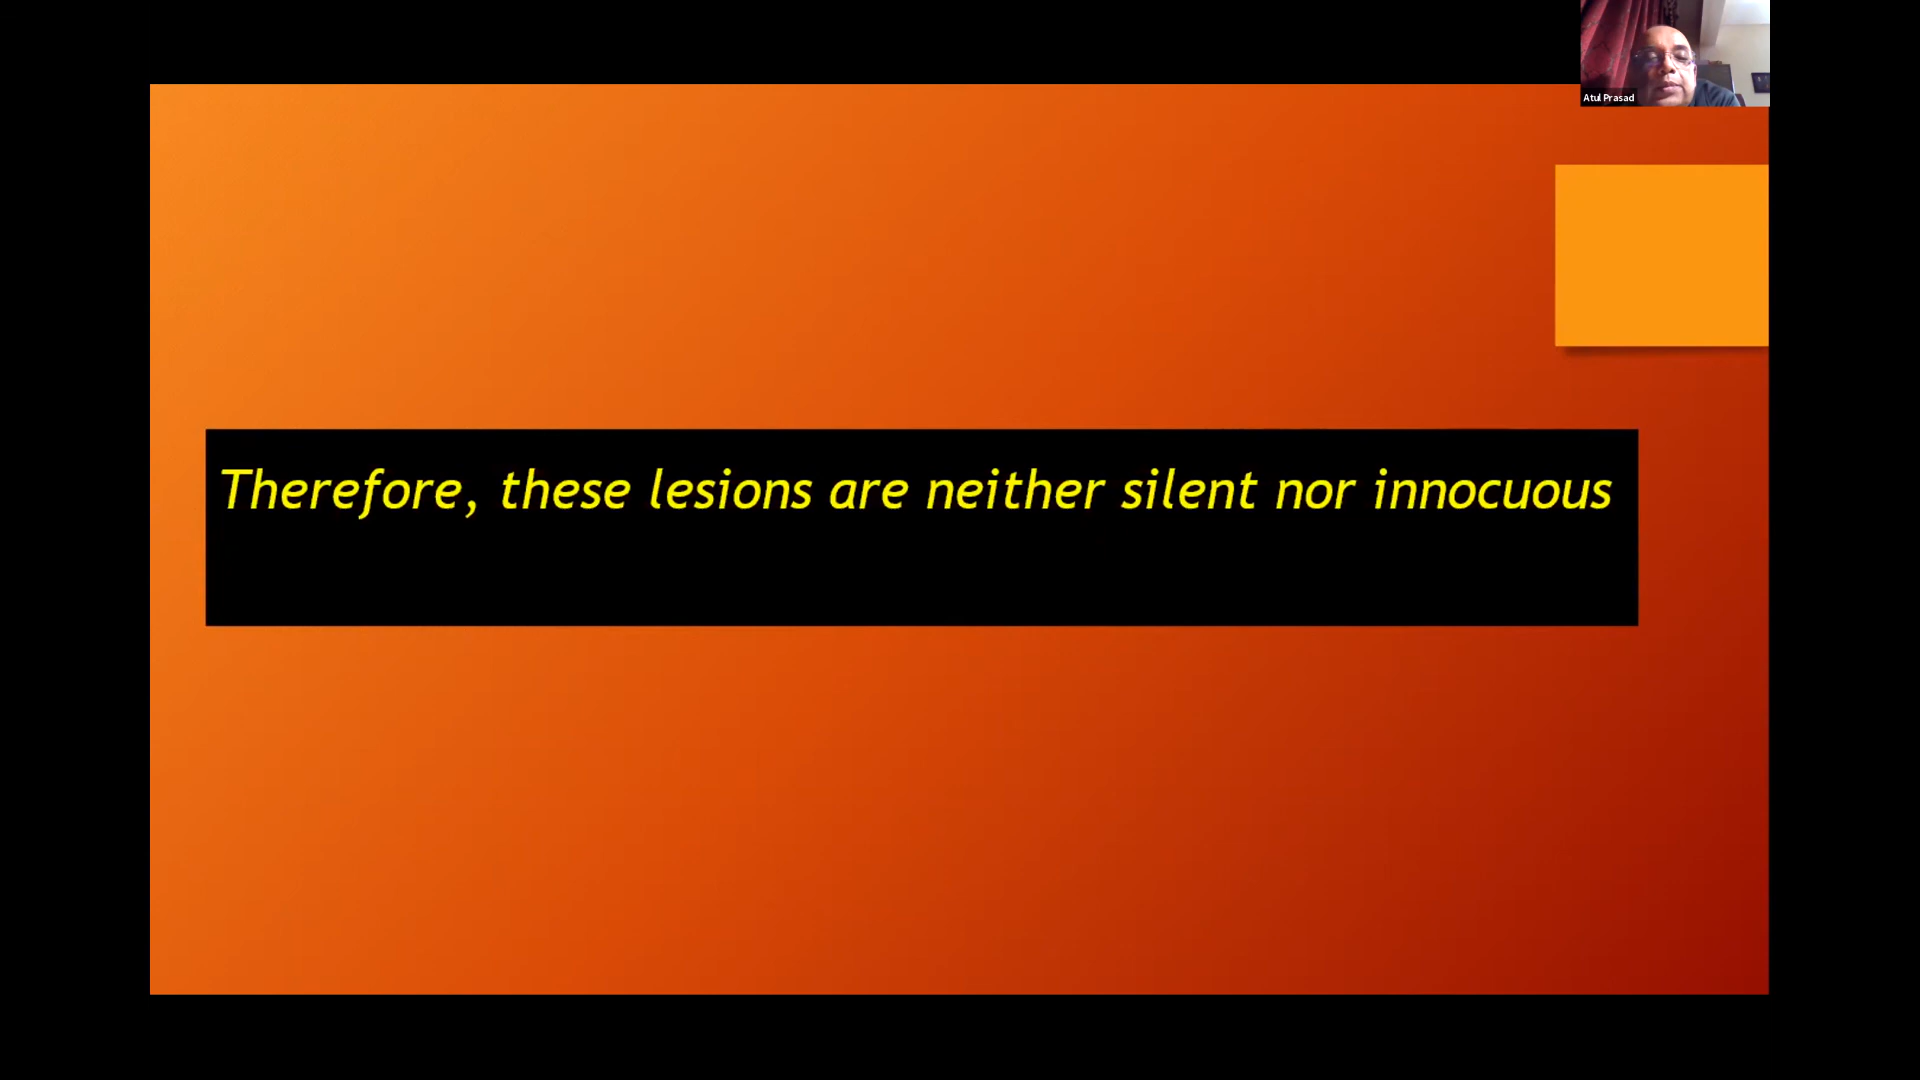 Atul Prasad
Therefore, these lesions are neither silent nor innocuous